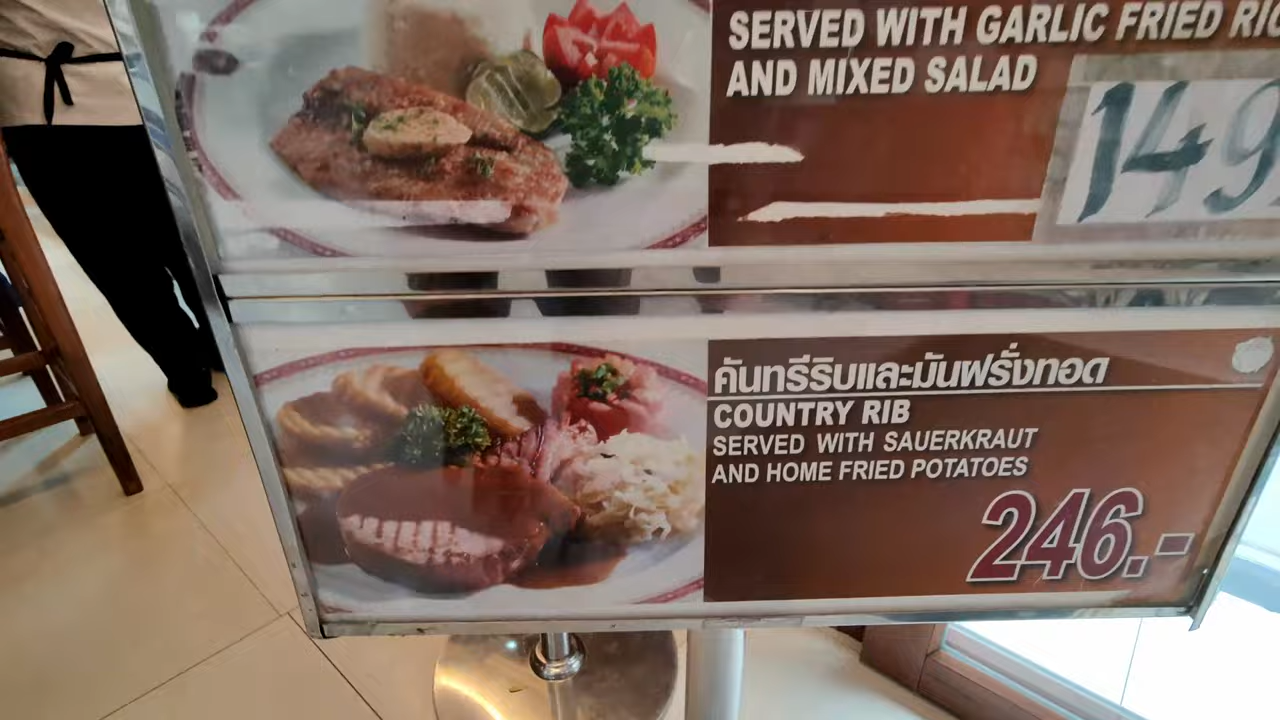 SERVED WITH GARLIC FRIED
AND MIXED SALAD
149
คันทรีริบและมันฝรั่งทอด
COUNTRY RIB
SERVED WITH SAUERKRAUT
AND HOME FRIED POTATOES
246.-